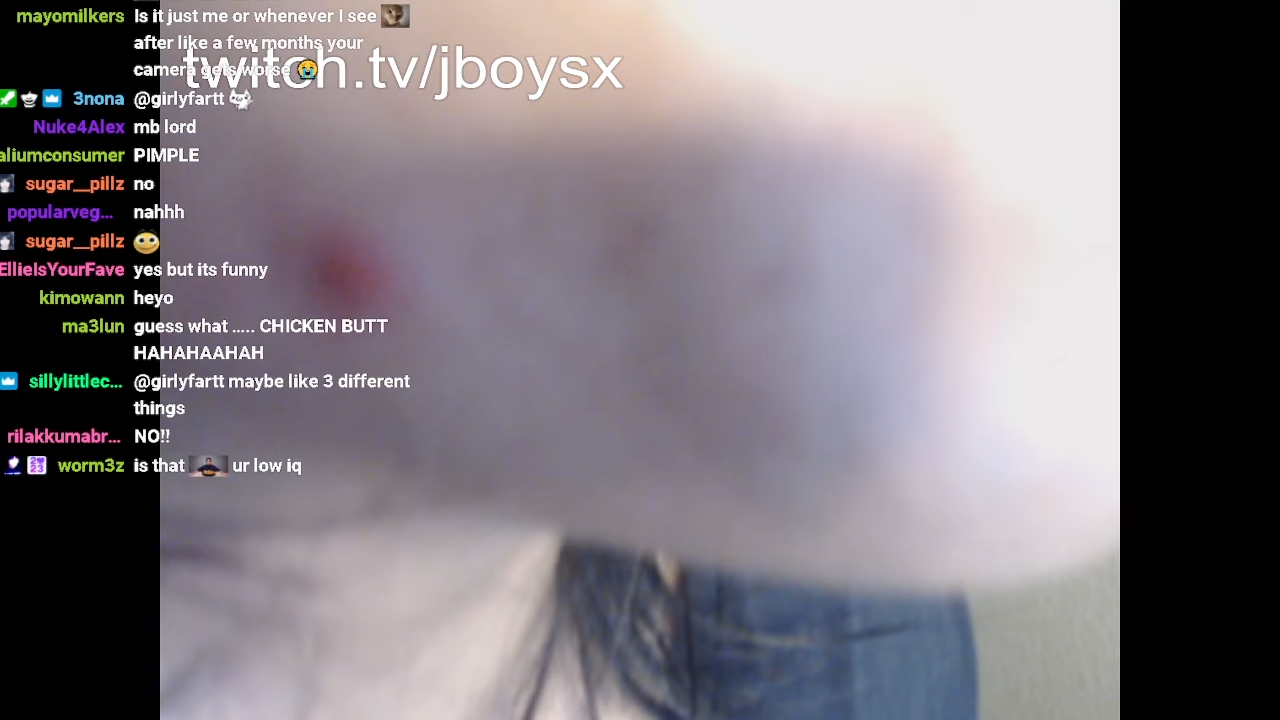 mayomilkers Is it just me or whenever I see
after like a few months your
camera gets worse 😭
twitch.tv/jboysx
3nona @girlyfartt
Nuke4Alex mb lord
aliumconsumer PIMPLE
sugar__pillz no
popularveg... nahhh
sugar__pillz
EllieIsYourFave yes but its funny
kimowann heyo
ma3lun guess what ..... CHICKEN BUTT
HAHAHAAHAH
sillylittlec... @girlyfartt maybe like 3 different
things
rilakkumabr... NO!!
worm3z is that ur low iq